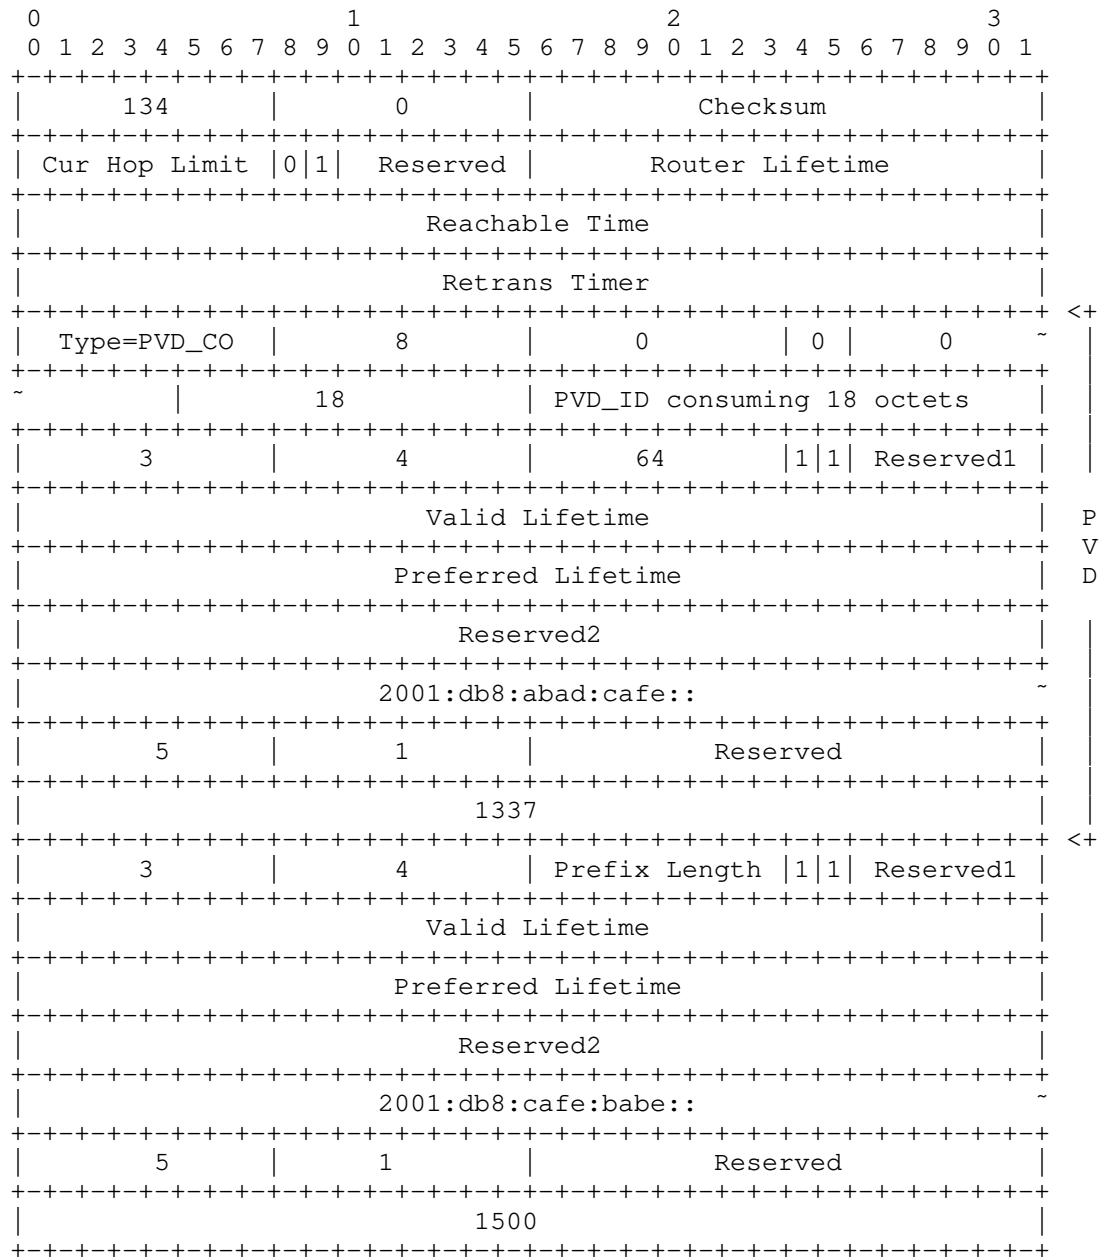 0                   1                   2                   3
 0 1 2 3 4 5 6 7 8 9 0 1 2 3 4 5 6 7 8 9 0 1 2 3 4 5 6 7 8 9 0 1
+-+-+-+-+-+-+-+-+-+-+-+-+-+-+-+-+-+-+-+-+-+-+-+-+-+-+-+-+-+-+-+-+
|      134      |       0       |          Checksum             |
+-+-+-+-+-+-+-+-+-+-+-+-+-+-+-+-+-+-+-+-+-+-+-+-+-+-+-+-+-+-+-+-+
| Cur Hop Limit |0|1|  Reserved |       Router Lifetime         |
+-+-+-+-+-+-+-+-+-+-+-+-+-+-+-+-+-+-+-+-+-+-+-+-+-+-+-+-+-+-+-+-+
|                         Reachable Time                        |
+-+-+-+-+-+-+-+-+-+-+-+-+-+-+-+-+-+-+-+-+-+-+-+-+-+-+-+-+-+-+-+-+
|                          Retrans Timer                        |
+-+-+-+-+-+-+-+-+-+-+-+-+-+-+-+-+-+-+-+-+-+-+-+-+-+-+-+-+-+-+-+-+ <+
|  Type=PVD_CO  |       8       |      0        | 0 |     0     ~  |
+-+-+-+-+-+-+-+-+-+-+-+-+-+-+-+-+-+-+-+-+-+-+-+-+-+-+-+-+-+-+-+-+  |
~         |        18           | PVD_ID consuming 18 octets    |  |
+-+-+-+-+-+-+-+-+-+-+-+-+-+-+-+-+-+-+-+-+-+-+-+-+-+-+-+-+-+-+-+-+  |
|       3       |       4       |      64       |1|1| Reserved1 |  |
+-+-+-+-+-+-+-+-+-+-+-+-+-+-+-+-+-+-+-+-+-+-+-+-+-+-+-+-+-+-+-+-+
|                         Valid Lifetime                        |  P
+-+-+-+-+-+-+-+-+-+-+-+-+-+-+-+-+-+-+-+-+-+-+-+-+-+-+-+-+-+-+-+-+  V
|                       Preferred Lifetime                      |  D
+-+-+-+-+-+-+-+-+-+-+-+-+-+-+-+-+-+-+-+-+-+-+-+-+-+-+-+-+-+-+-+-+
|                           Reserved2                           |  |
+-+-+-+-+-+-+-+-+-+-+-+-+-+-+-+-+-+-+-+-+-+-+-+-+-+-+-+-+-+-+-+-+  |
|                      2001:db8:abad:cafe::                     ~  |
+-+-+-+-+-+-+-+-+-+-+-+-+-+-+-+-+-+-+-+-+-+-+-+-+-+-+-+-+-+-+-+-+  |
|        5      |       1       |           Reserved            |  |
+-+-+-+-+-+-+-+-+-+-+-+-+-+-+-+-+-+-+-+-+-+-+-+-+-+-+-+-+-+-+-+-+  |
|                            1337                               |  |
+-+-+-+-+-+-+-+-+-+-+-+-+-+-+-+-+-+-+-+-+-+-+-+-+-+-+-+-+-+-+-+-+ <+
|       3       |       4       | Prefix Length |1|1| Reserved1 |
+-+-+-+-+-+-+-+-+-+-+-+-+-+-+-+-+-+-+-+-+-+-+-+-+-+-+-+-+-+-+-+-+
|                         Valid Lifetime                        |
+-+-+-+-+-+-+-+-+-+-+-+-+-+-+-+-+-+-+-+-+-+-+-+-+-+-+-+-+-+-+-+-+
|                       Preferred Lifetime                      |
+-+-+-+-+-+-+-+-+-+-+-+-+-+-+-+-+-+-+-+-+-+-+-+-+-+-+-+-+-+-+-+-+
|                           Reserved2                           |
+-+-+-+-+-+-+-+-+-+-+-+-+-+-+-+-+-+-+-+-+-+-+-+-+-+-+-+-+-+-+-+-+
|                      2001:db8:cafe:babe::                     ~
+-+-+-+-+-+-+-+-+-+-+-+-+-+-+-+-+-+-+-+-+-+-+-+-+-+-+-+-+-+-+-+-+
|        5      |      1        |           Reserved            |
+-+-+-+-+-+-+-+-+-+-+-+-+-+-+-+-+-+-+-+-+-+-+-+-+-+-+-+-+-+-+-+-+
|                            1500                               |
+-+-+-+-+-+-+-+-+-+-+-+-+-+-+-+-+-+-+-+-+-+-+-+-+-+-+-+-+-+-+-+-+